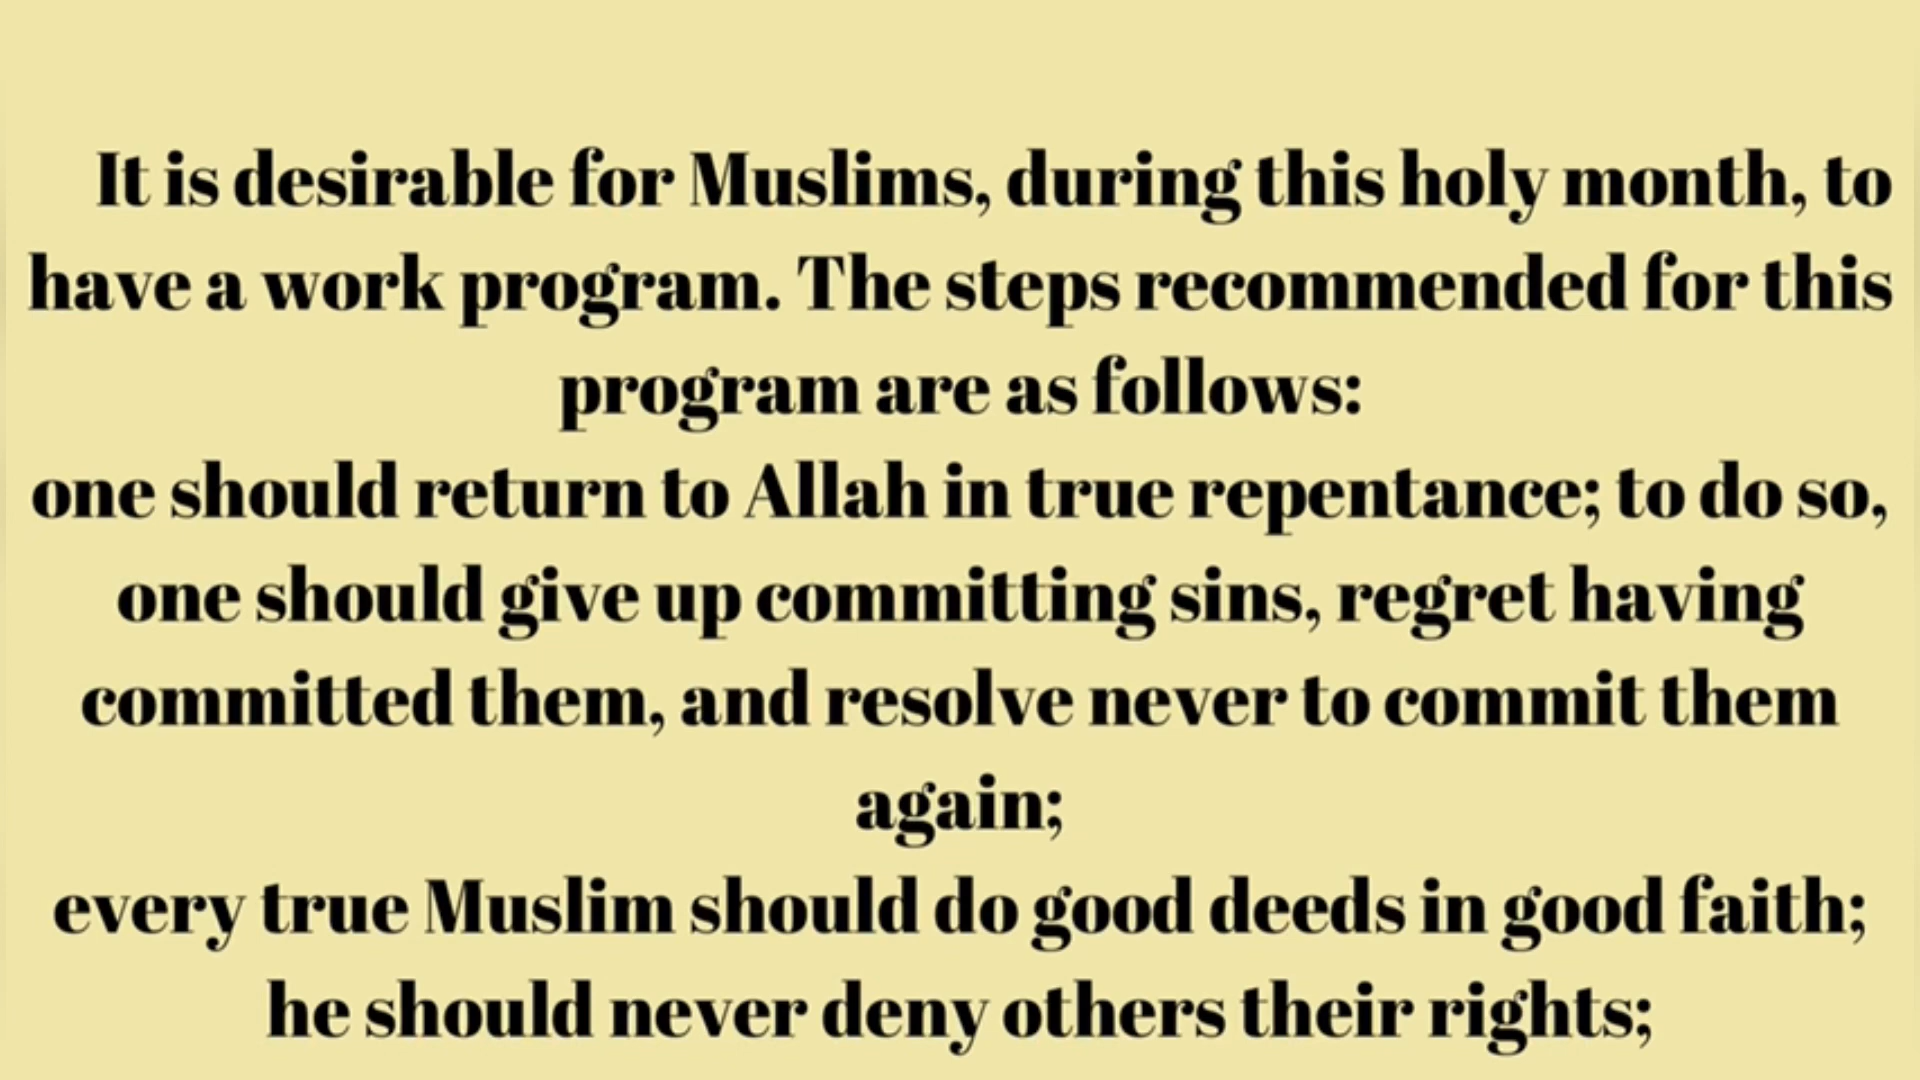 It is desirable for Muslims, during this holy month, to
have a work program. The steps recommended for this
program are as follows:
one should return to Allah in true repentance; to do so,
one should give up committing sins, regret having
committed them, and resolve never to commit them
again;
every true Muslim should do good deeds in good faith;
he should never deny others their rights;